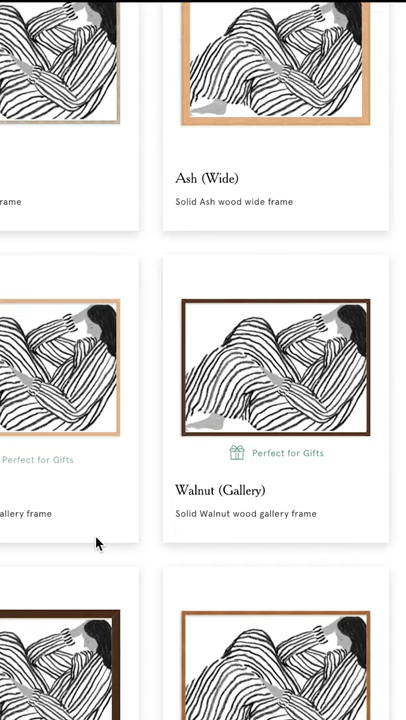 Ash (Wide)
rame
Solid Ash wood wide frame
Perfect for Gifts
Perfect for Gifts
Walnut (Gallery)
allery frame
Solid Walnut wood gallery frame